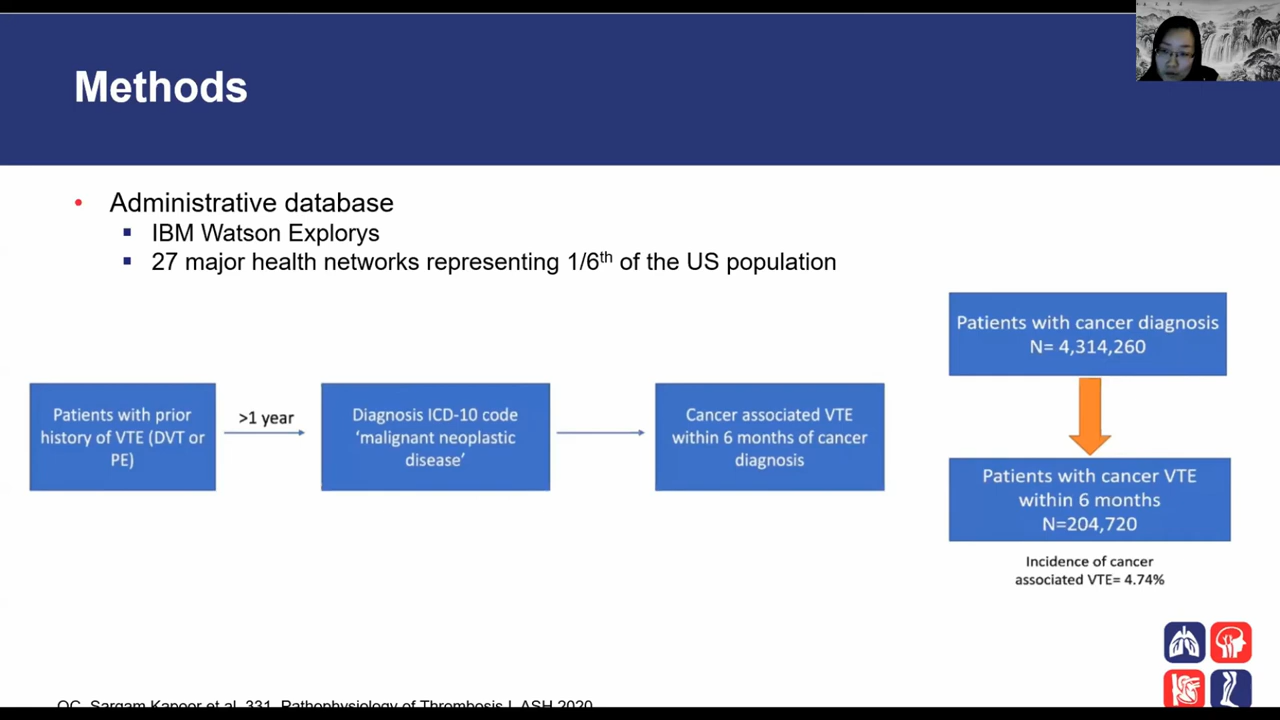 Methods
• Administrative database
▪ IBM Watson Explorys
▪ 27 major health networks representing 1/6th of the US population
Patients with prior
history of VTE (DVT or
PE)
>1 year
Diagnosis ICD-10 code
‘malignant neoplastic
disease’
Cancer associated VTE
within 6 months of cancer
diagnosis
Patients with cancer diagnosis
N= 4,314,260
Patients with cancer VTE
within 6 months
N=204,720
Incidence of cancer
associated VTE= 4.74%
OC, Sargam Kapoor et al. 331. Pathophysiology of Thrombosis I, ASH 2020